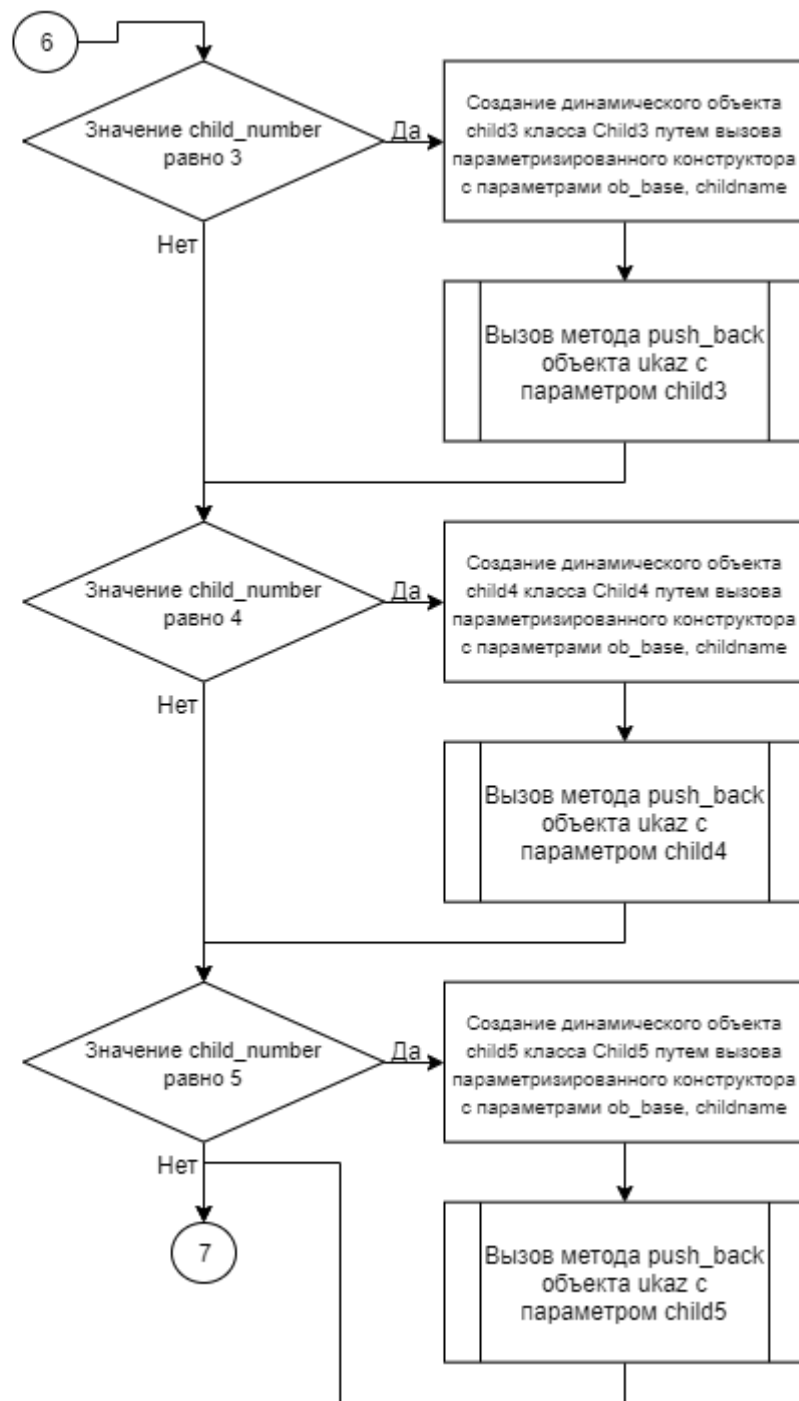 6
Значение child_number
равно 3
Да
Создание динамического объекта
child3 класса Child3 путем вызова
параметризированного конструктора
с параметрами ob_base, childname
Нет
Вызов метода push_back
объекта ukaz с
параметром child3
Значение child_number
равно 4
Да
Создание динамического объекта
child4 класса Child4 путем вызова
параметризированного конструктора
с параметрами ob_base, childname
Нет
Вызов метода push_back
объекта ukaz с
параметром child4
Значение child_number
равно 5
Да
Создание динамического объекта
child5 класса Child5 путем вызова
параметризированного конструктора
с параметрами ob_base, childname
Нет
7
Вызов метода push_back
объекта ukaz с
параметром child5